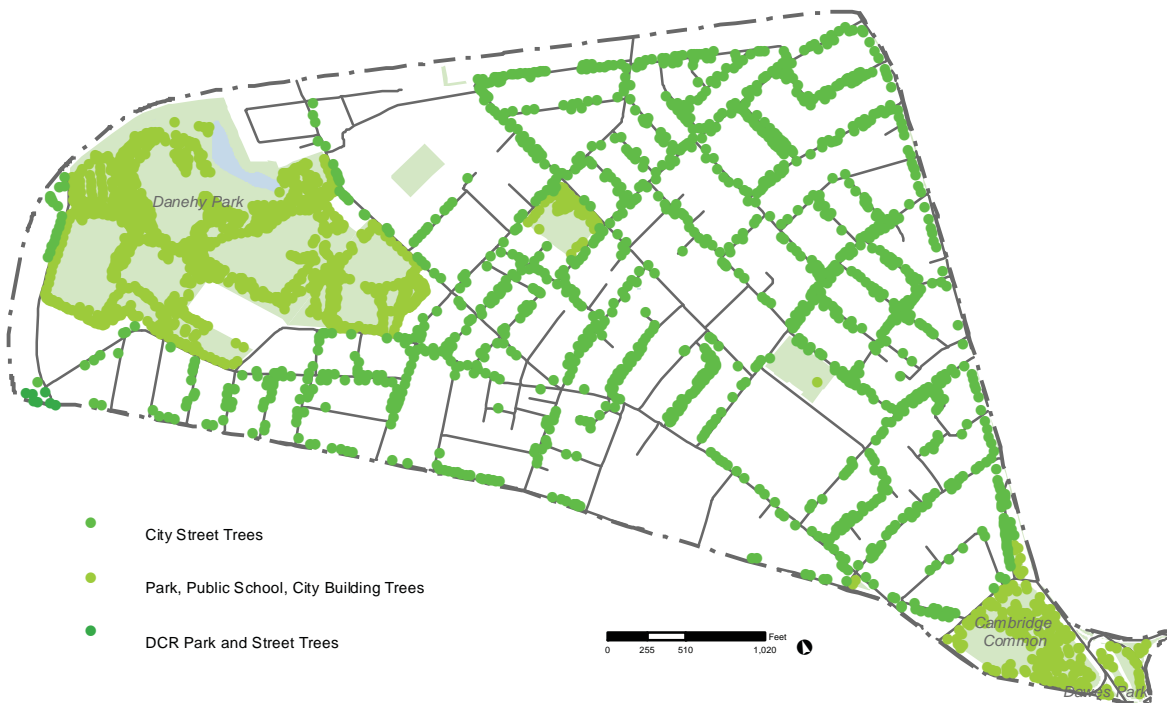 Danehy Park
City Street Trees
Park, Public School, City Building Trees
DCR Park and Street Trees
Feet
0 255 510 1,020
Cambridge
Common
Dawes Park